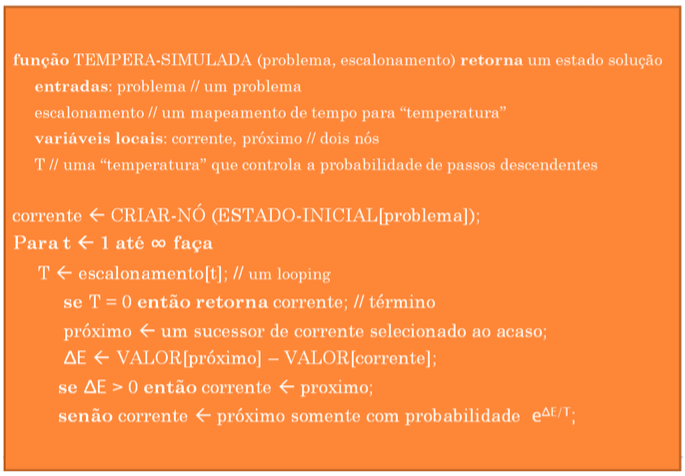 função TEMPERA-SIMULADA (problema, escalonamento) retorna um estado solução
entradas: problema // um problema
escalonamento // um mapeamento de tempo para “temperatura”
variáveis locais: corrente, próximo // dois nós
T // uma “temperatura” que controla a probabilidade de passos descendentes
corrente ← CRIAR-NÓ (ESTADO-INICIAL[problema]);
Para t ← 1 até ∞ faça
T ← escalonamento[t]; // um looping
se T = 0 então retorna corrente; // término
próximo ← um sucessor de corrente selecionado ao acaso;
ΔE ← VALOR[próximo] – VALOR[corrente];
se ΔE > 0 então corrente ← proximo;
senão corrente ← próximo somente com probabilidade e^ΔE/T;